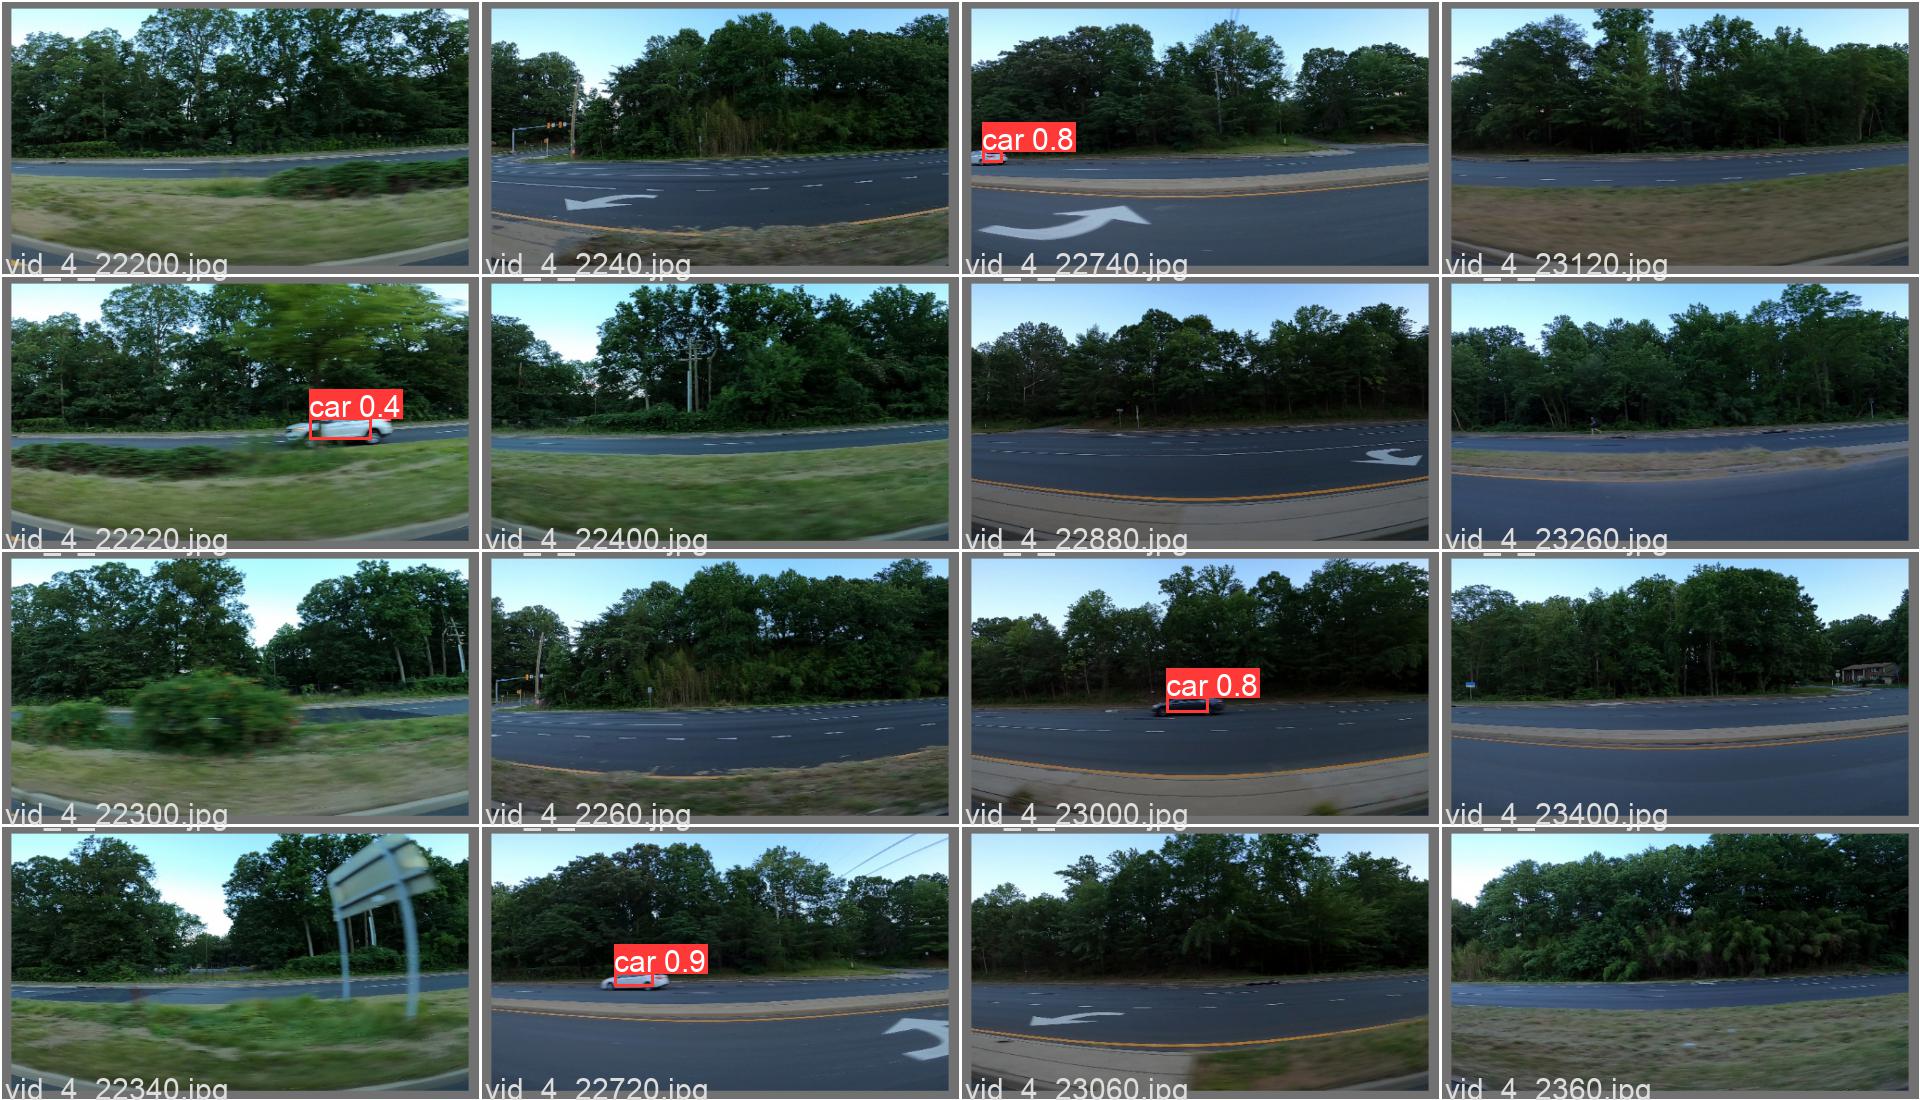 vid_4_22200.jpg
vid_4_2240.jpg
car 0.8
vid_4_22740.jpg
vid_4_23120.jpg
car 0.4
vid_4_22220.jpg
vid_4_22400.jpg
vid_4_22880.jpg
vid_4_23260.jpg
vid_4_22300.jpg
vid_4_2260.jpg
car 0.8
vid_4_23000.jpg
vid_4_23400.jpg
vid_4_22340.jpg
car 0.9
vid_4_22720.jpg
vid_4_23060.jpg
vid_4_2360.jpg